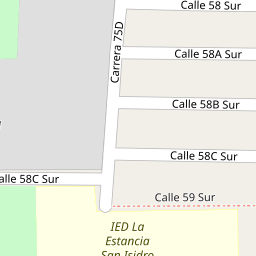 Calle 58 Sur
Carrera 75D
Calle 58A Sur
Calle 58B Sur
Calle 58C Sur
alle 58C Sur
Calle 59 Sur
IED La
Estancia
San Isidro